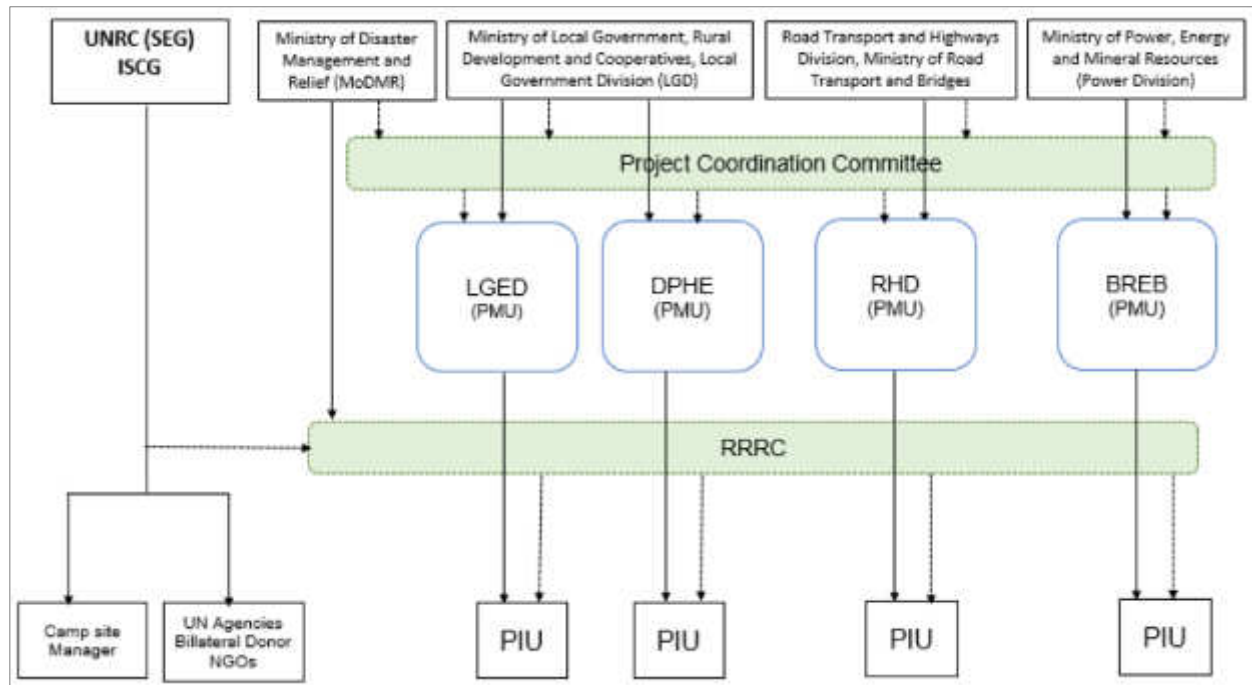 UNRC (SEG)
ISCG
Ministry of Disaster
Management and
Relief (MoDMR)
Ministry of Local Government, Rural
Development and Cooperatives, Local
Government Division (LGD)
Road Transport and Highways
Division, Ministry of Road
Transport and Bridges
Ministry of Power, Energy
and Mineral Resources
(Power Division)
Project Coordination Committee
LGED
(PMU)
DPHE
(PMU)
RHD
(PMU)
BREB
(PMU)
RRRC
Camp site
Manager
UN Agencies
Billateral Donor
NGOs
PIU
PIU
PIU
PIU